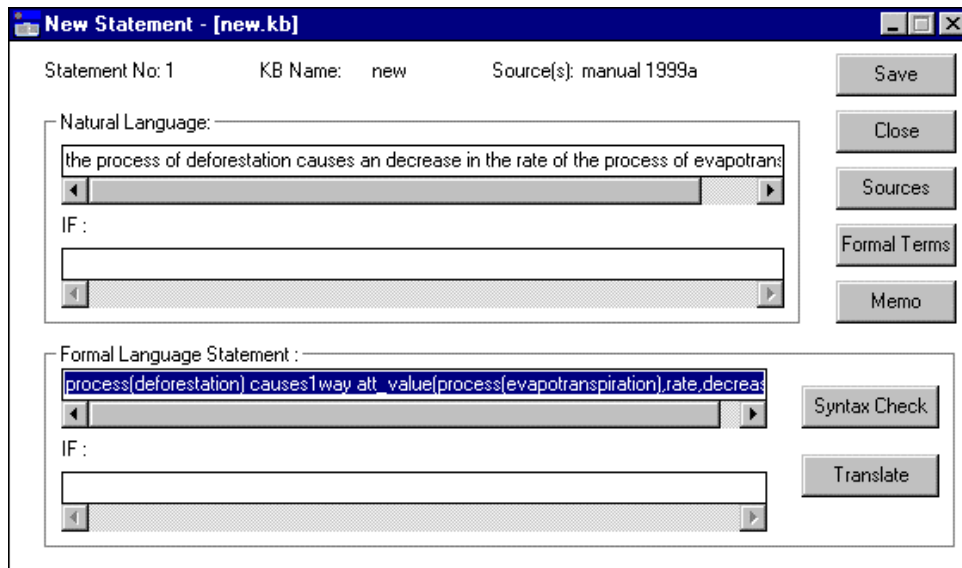 New Statement - [new.kb]
Statement No: 1 KB Name: new Source(s): manual 1999a
Save
Natural Language:
Close
the process of deforestation causes an decrease in the rate of the process of evapotrans
Sources
IF :
Formal Terms
Memo
Formal Language Statement :
process(deforestation) causes1way att_value(process(evapotranspiration),rate,decreas
Syntax Check
IF :
Translate